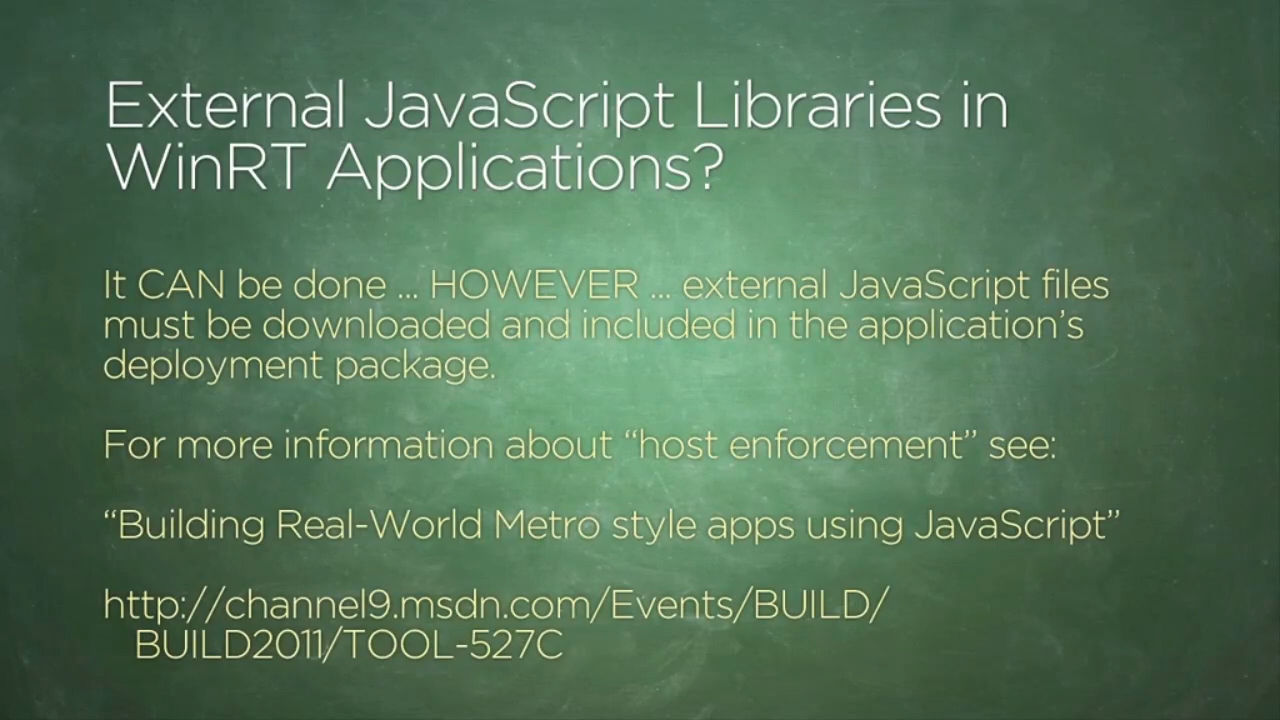 External JavaScript Libraries in
WinRT Applications?
It CAN be done ... HOWEVER ... external JavaScript files
must be downloaded and included in the application’s
deployment package.
For more information about “host enforcement” see:
“Building Real-World Metro style apps using JavaScript”
http://channel9.msdn.com/Events/BUILD/
BUILD2011/TOOL-527C